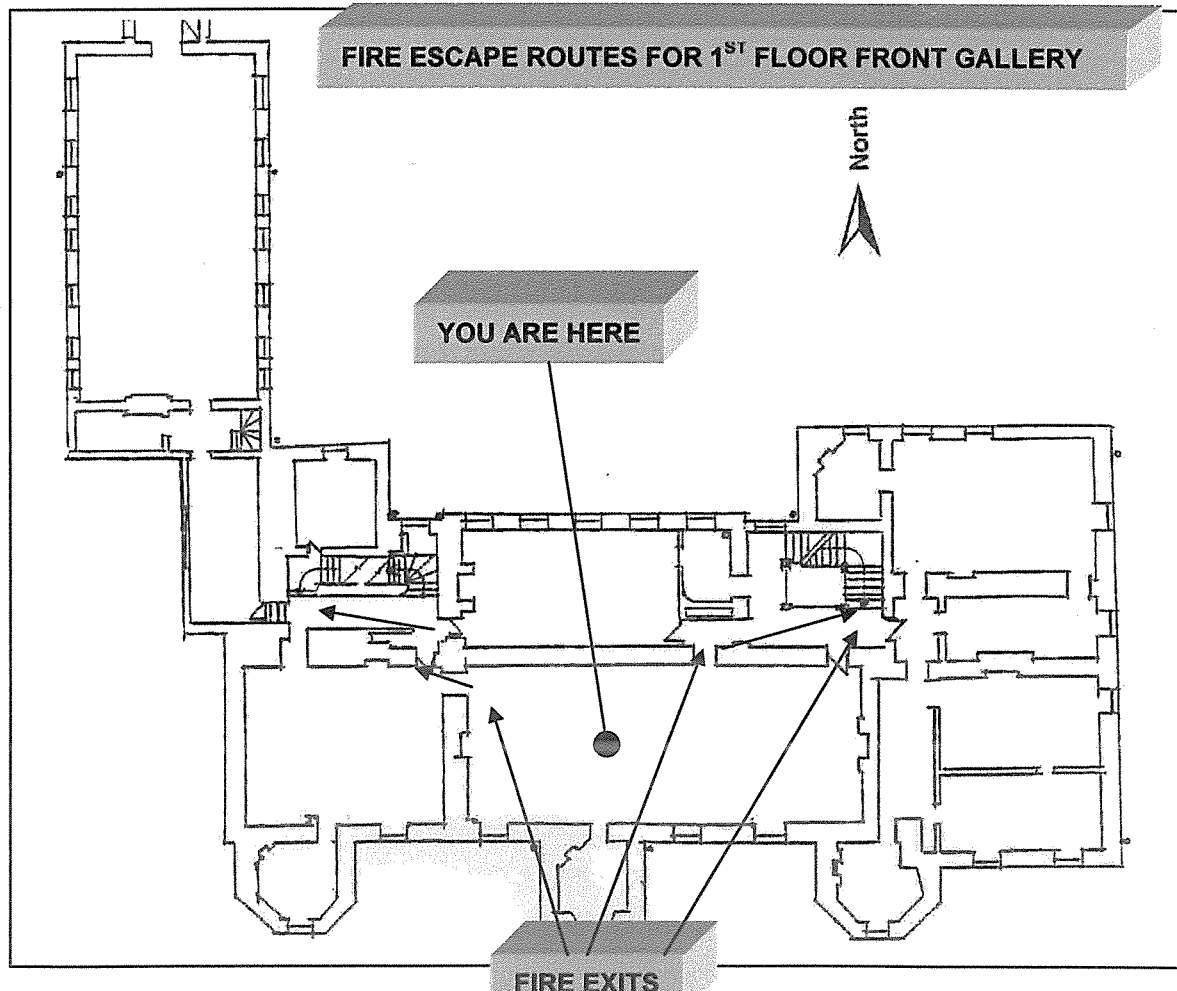 FIRE ESCAPE ROUTES FOR 1ST FLOOR FRONT GALLERY
North
YOU ARE HERE
FIRE EXITS